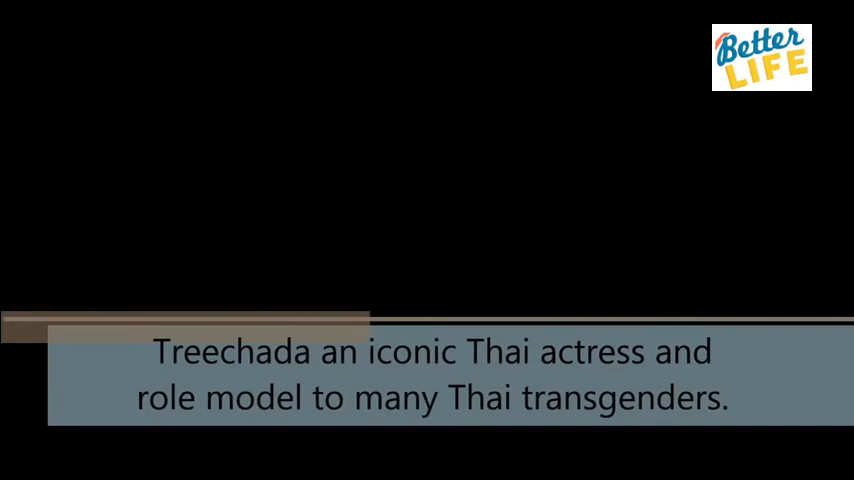 Better
LIFE
Treechada an iconic Thai actress and
role model to many Thai transgenders.